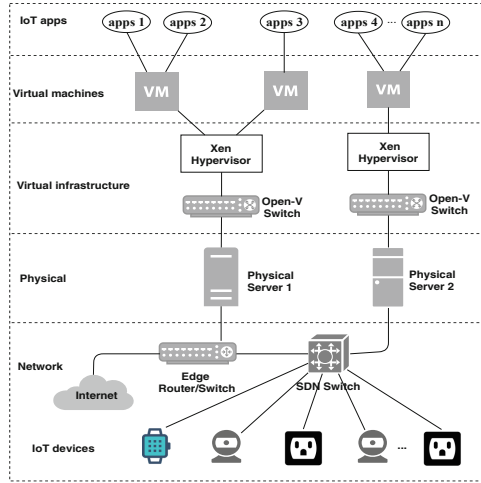 IoT apps
apps 1
apps 2
apps 3
apps 4
...
apps n
Virtual machines
VM
VM
VM
Xen
Hypervisor
Xen
Hypervisor
Virtual infrastructure
Open-V
Switch
Open-V
Switch
Physical
Physical
Server 1
Physical
Server 2
Network
Internet
Edge
Router/Switch
SDN Switch
IoT devices
...